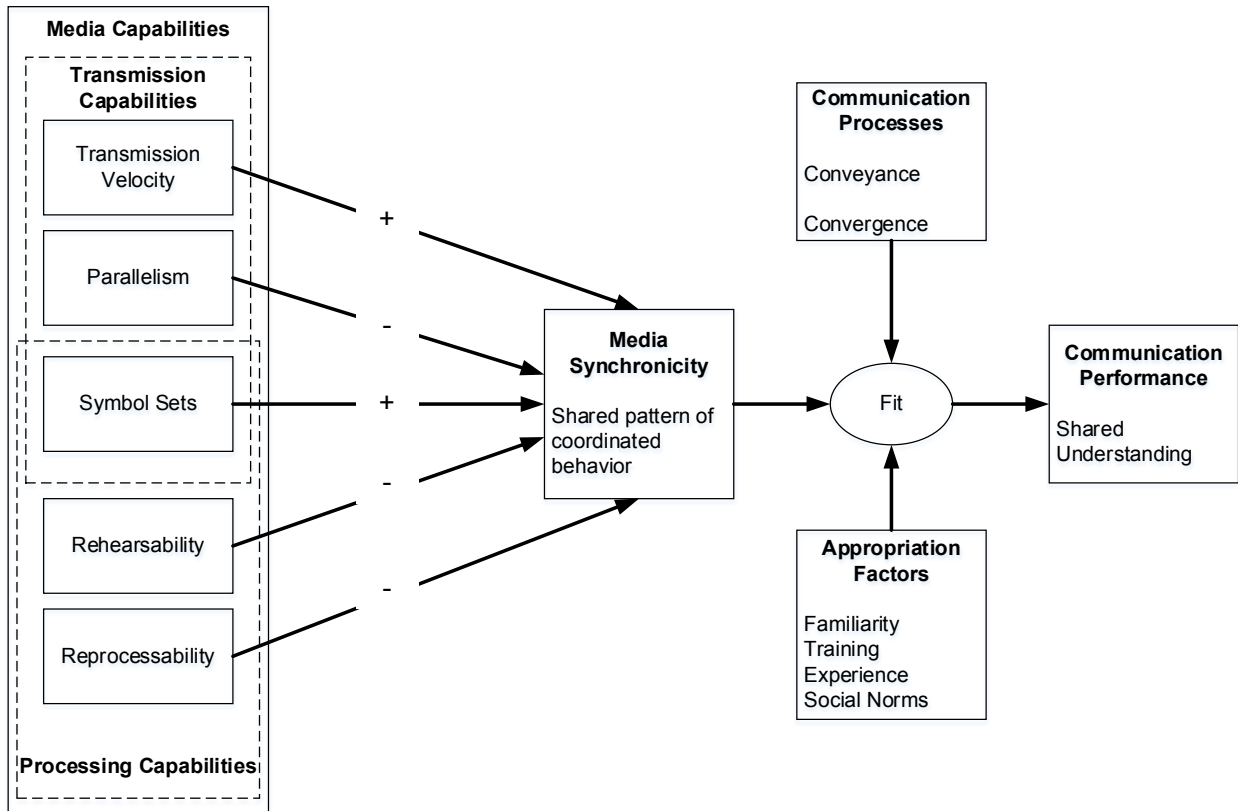 Media Capabilities
Transmission
Capabilities
Transmission
Velocity
Parallelism
Symbol Sets
Rehearsability
Reprocessability
Processing Capabilities
+
-
+
-
-
Media
Synchronicity
Shared pattern of
coordinated
behavior
Communication
Processes
Conveyance
Convergence
Fit
Appropriation
Factors
Familiarity
Training
Experience
Social Norms
Communication
Performance
Shared
Understanding